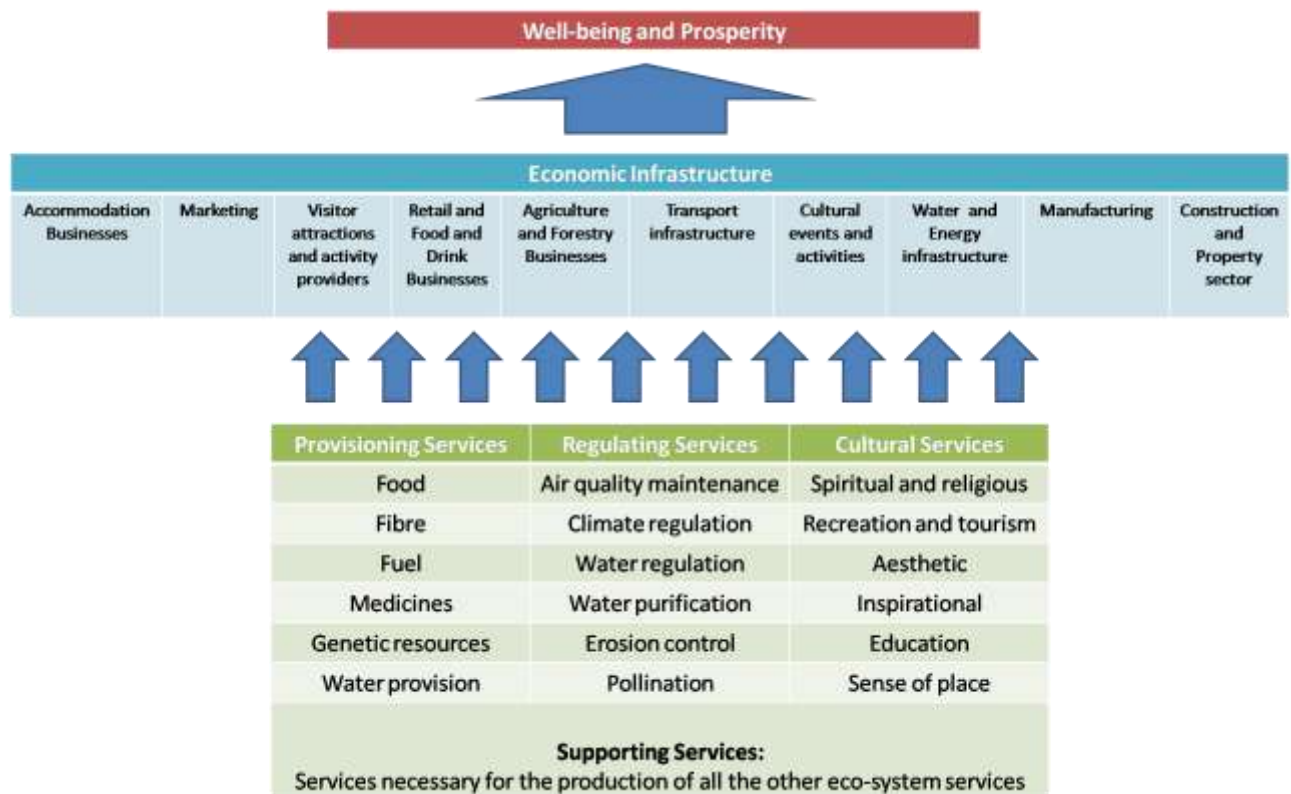 Well-being and Prosperity
Economic Infrastructure
Accommodation
Businesses
Marketing
Visitor
attractions
and activity
providers
Retail and
Food and
Drink
Businesses
Agriculture
and Forestry
Businesses
Transport
infrastructure
Cultural
events and
activities
Water and
Energy
infrastructure
Manufacturing
Construction
and
Property
sector
Provisioning Services
Regulating Services
Cultural Services
Food
Air quality maintenance
Spiritual and religious
Fibre
Climate regulation
Recreation and tourism
Fuel
Water regulation
Aesthetic
Medicines
Water purification
Inspirational
Genetic resources
Erosion control
Education
Water provision
Pollination
Sense of place
Supporting Services:
Services necessary for the production of all the other eco-system services